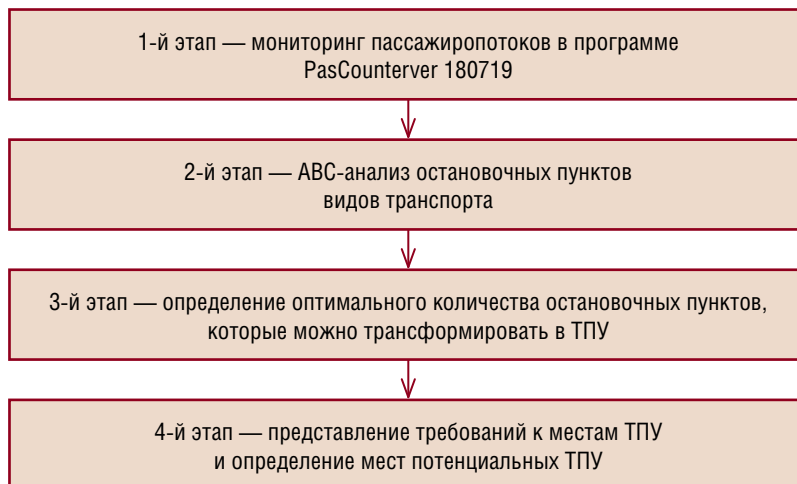 1-й этап — мониторинг пассажиропотоков в программе
PasCounterver 180719
2-й этап — АВС-анализ остановочных пунктов
видов транспорта
3-й этап — определение оптимального количества остановочных пунктов,
которые можно трансформировать в ТПУ
4-й этап — представление требований к местам ТПУ
и определение мест потенциальных ТПУ